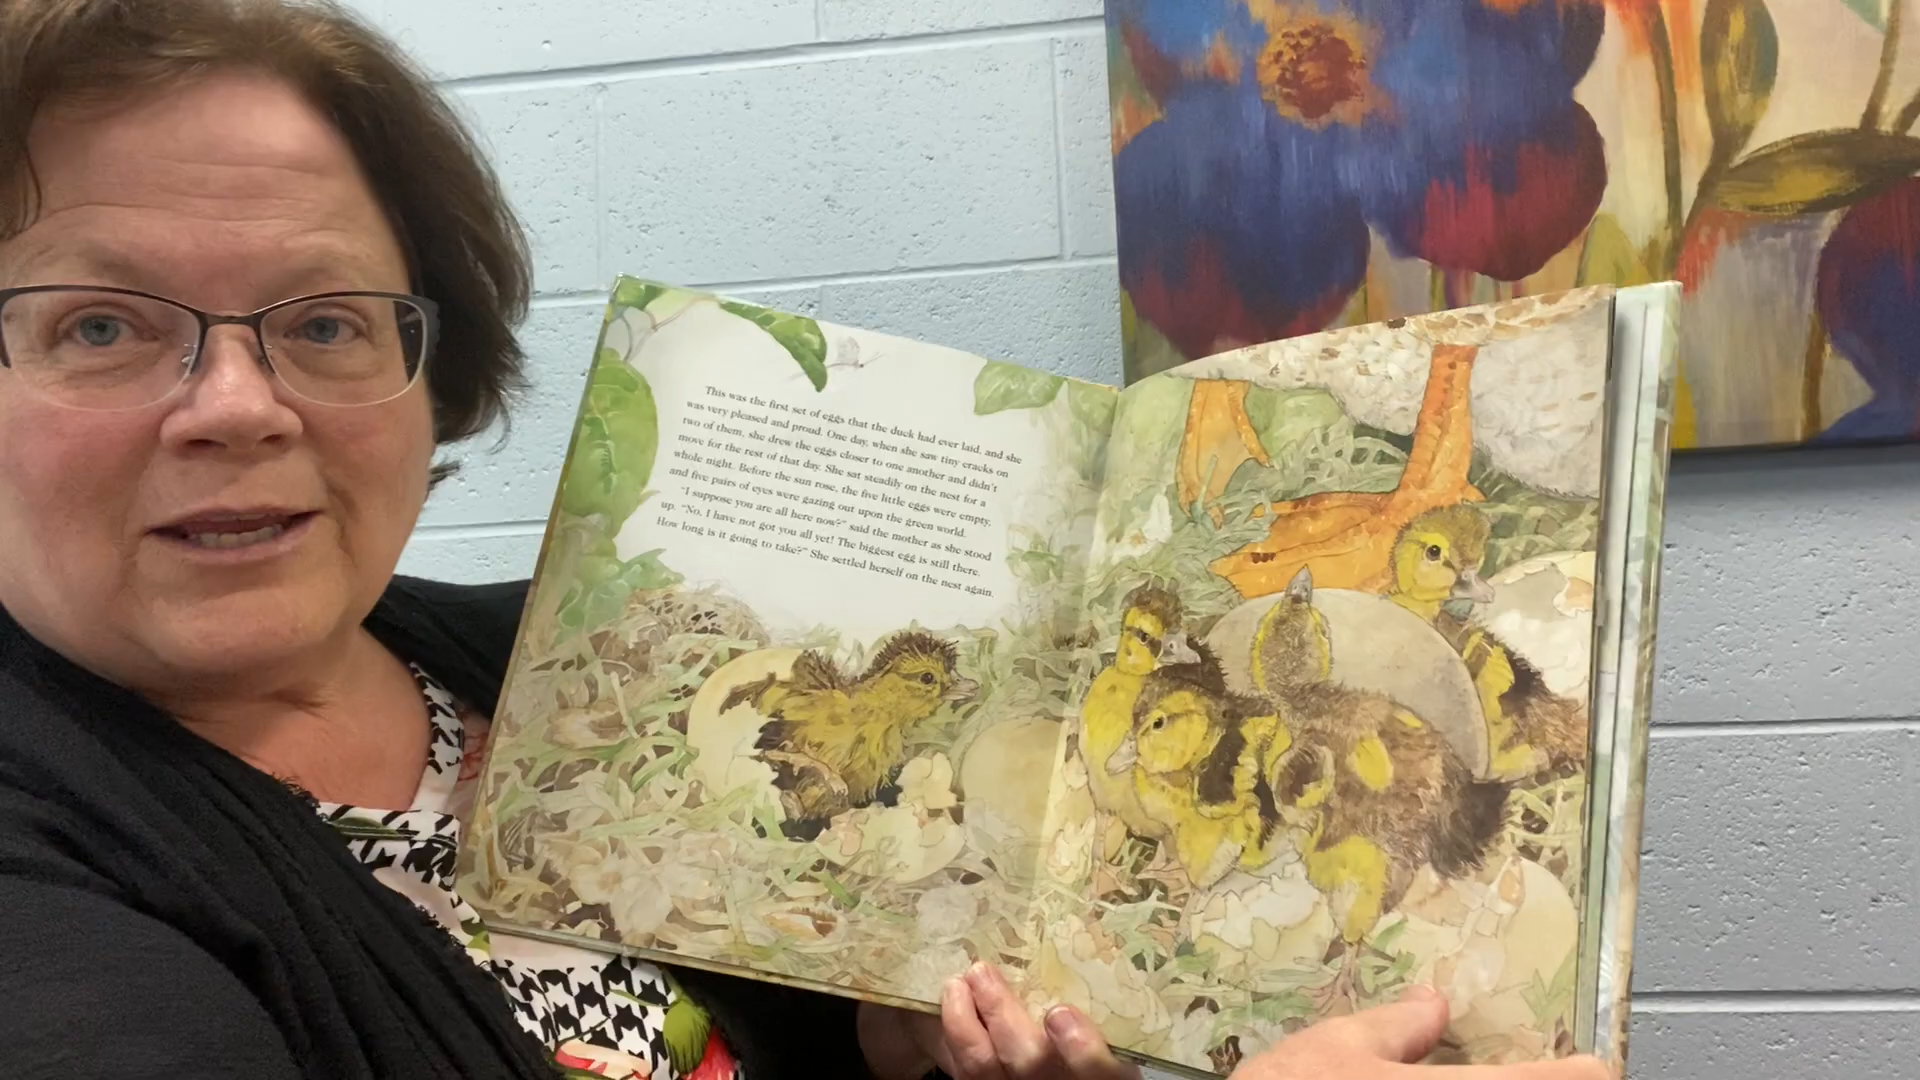 This was the first set of eggs that the duck had ever laid, and she
was very pleased and proud. One day, when she saw tiny cracks on
two of them, she drew the eggs closer to one another and didn't
move for the rest of that day. She sat steadily on the nest for a
whole night. Before the sun rose, the five little eggs were empty,
and five pairs of eyes were gazing out upon the green world.
"I suppose you are all here now?" said the mother as she stood
up. "No, I have not got you all yet! The biggest egg is still there.
How long is it going to take?" She settled herself on the nest again.